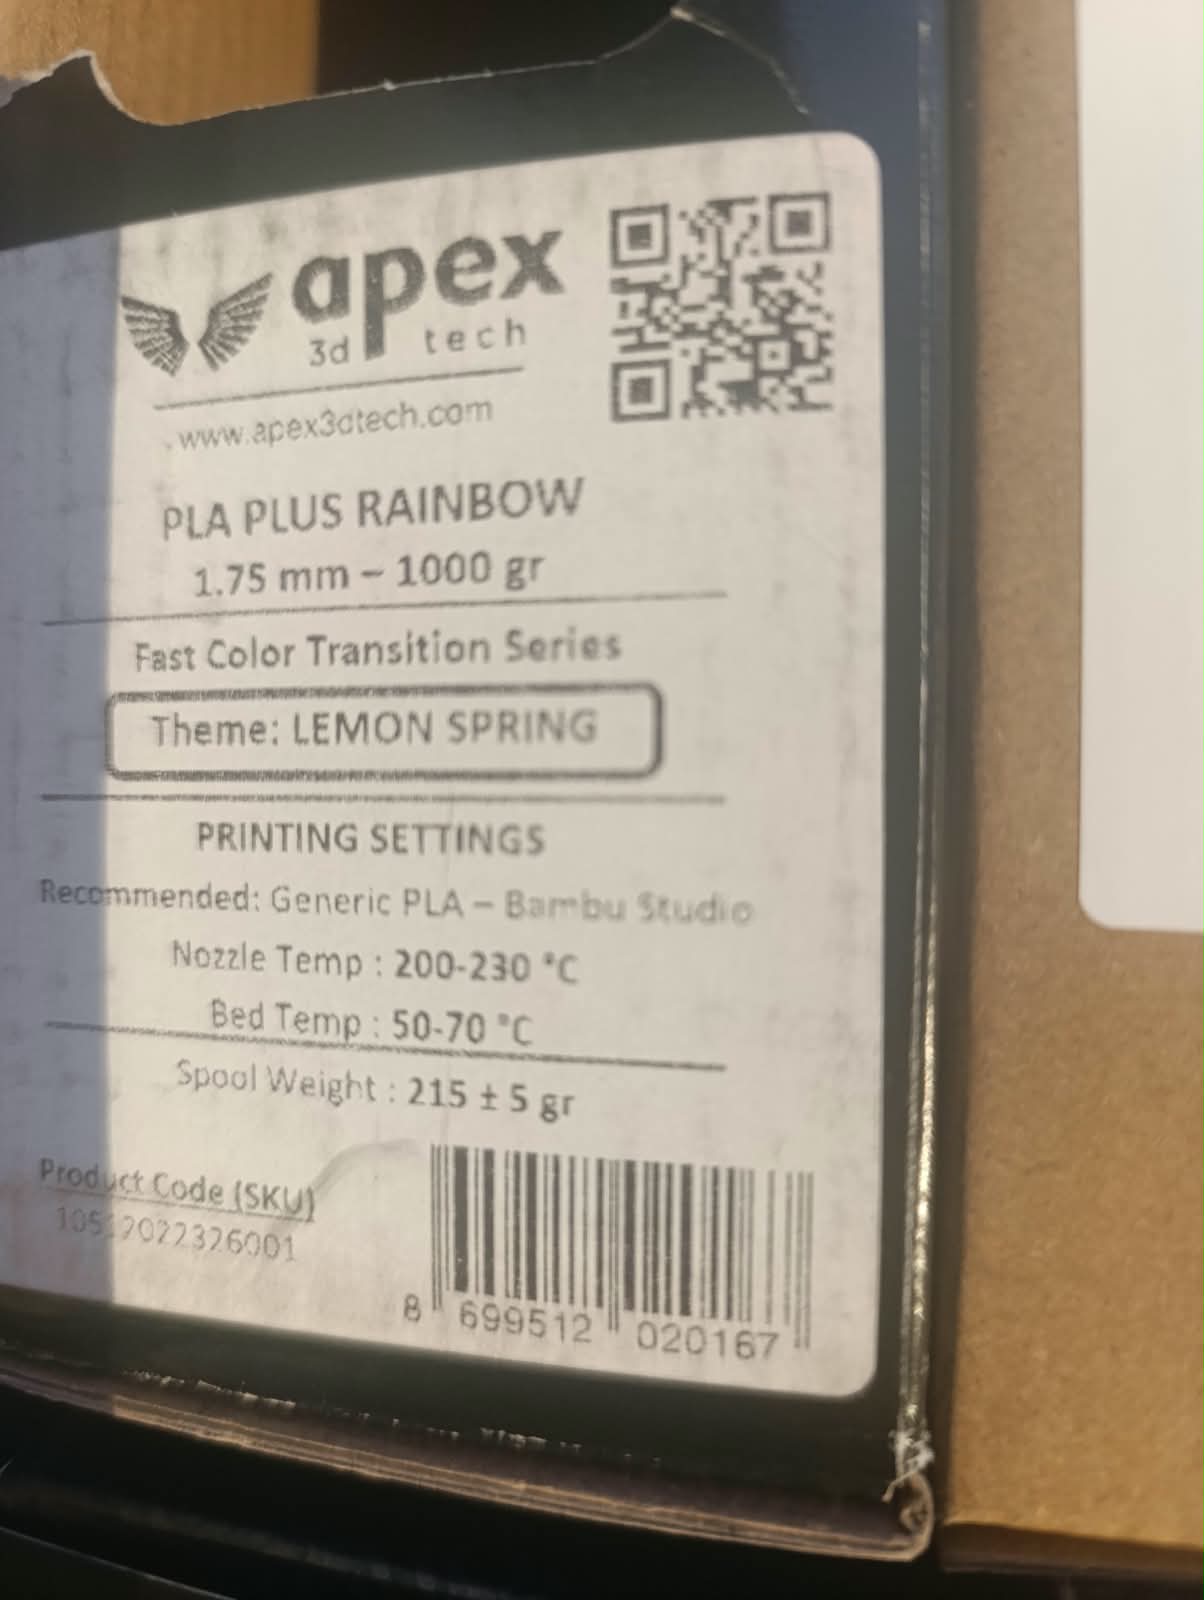 apex
3d tech
www.apex3dtech.com
PLA PLUS RAINBOW
1.75 mm – 1000 gr
Fast Color Transition Series
Theme: LEMON SPRING
PRINTING SETTINGS
Recommended: Generic PLA – Bambu Studio
Nozzle Temp : 200-230 °C
Bed Temp : 50-70 °C
Spool Weight : 215 ± 5 gr
Product Code (SKU)
8 699512 020167